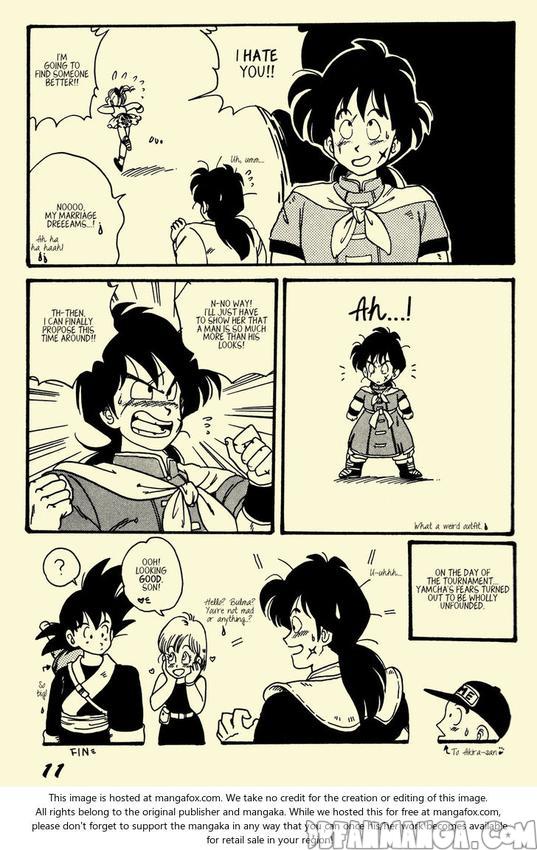 I HATE
YOU!!
I'M
GOING TO
FIND SOMEONE
BETTER!!
Uh, umm...
NOOOO,
MY MARRIAGE
DREEEAMS...!
Ah ha
ha haah!
N-NO WAY!
I'LL JUST HAVE
TO SHOW HER THAT
A MAN IS SO MUCH
MORE THAN HIS
LOOKS!
TH-THEN,
I CAN FINALLY
PROPOSE THIS
TIME AROUND!!
Ah...!
What a weird outfit.
ON THE DAY OF
THE TOURNAMENT...
YAMCHA'S FEARS TURNED
OUT TO BE WHOLLY
UNFOUNDED.
U-uhhh...
Hello? Bulma?
You're not mad
or anything..?
OOH!
LOOKING
GOOD,
SON!
?
So
big!
ME
To Akira-san
FINE
11
This image is hosted at mangafox.com. We take no credit for the creation or editing of this image.
All rights belong to the original publisher and mangaka. While we hosted this for free at mangafox.com,
please don't forget to support the mangaka in any way that you can once his/her work becomes available
for retail sale in your region!
IXFANMANGA.COM